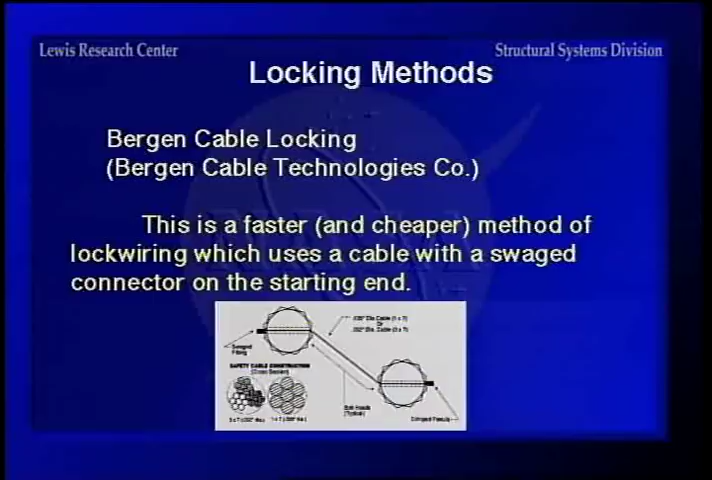 Lewis Research Center
Structural Systems Division
Locking Methods
Bergen Cable Locking
(Bergen Cable Technologies Co.)
This is a faster (and cheaper) method of
lockwiring which uses a cable with a swaged
connector on the starting end.
Swaged
Fitting
Or
SAFETY CABLE CONSTRUCTION
Bolt Heads
(Typical)